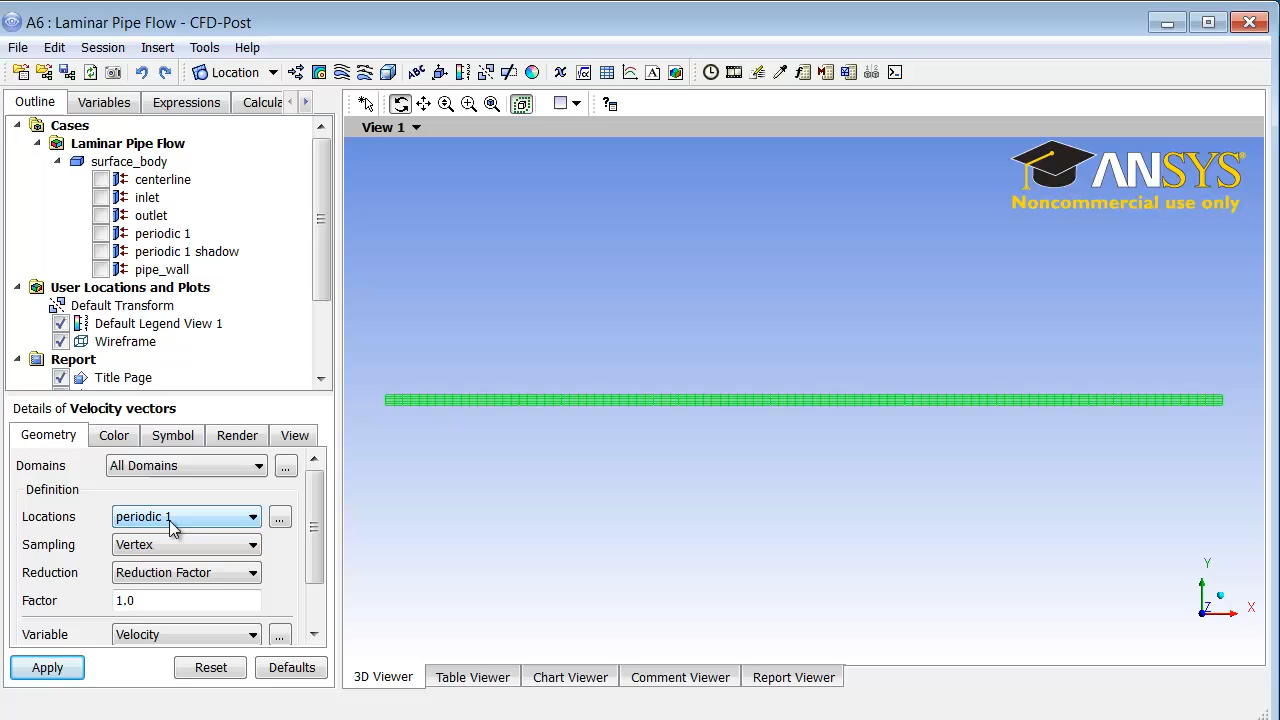 A6 : Laminar Pipe Flow - CFD-Post
File Edit Session Insert Tools Help
Location
Outline Variables Expressions Calcula
View 1
Cases
Laminar Pipe Flow
surface_body
centerline
inlet
outlet
periodic 1
periodic 1 shadow
pipe_wall
User Locations and Plots
Default Transform
Default Legend View 1
Wireframe
Report
Title Page
ANSYS
Noncommercial use only
Details of Velocity vectors
Geometry Color Symbol Render View
Domains All Domains ...
Definition
Locations periodic 1 ...
Sampling Vertex
Reduction Reduction Factor
Factor 1.0
Variable Velocity ...
Apply Reset Defaults
Y
Z X
3D Viewer Table Viewer Chart Viewer Comment Viewer Report Viewer